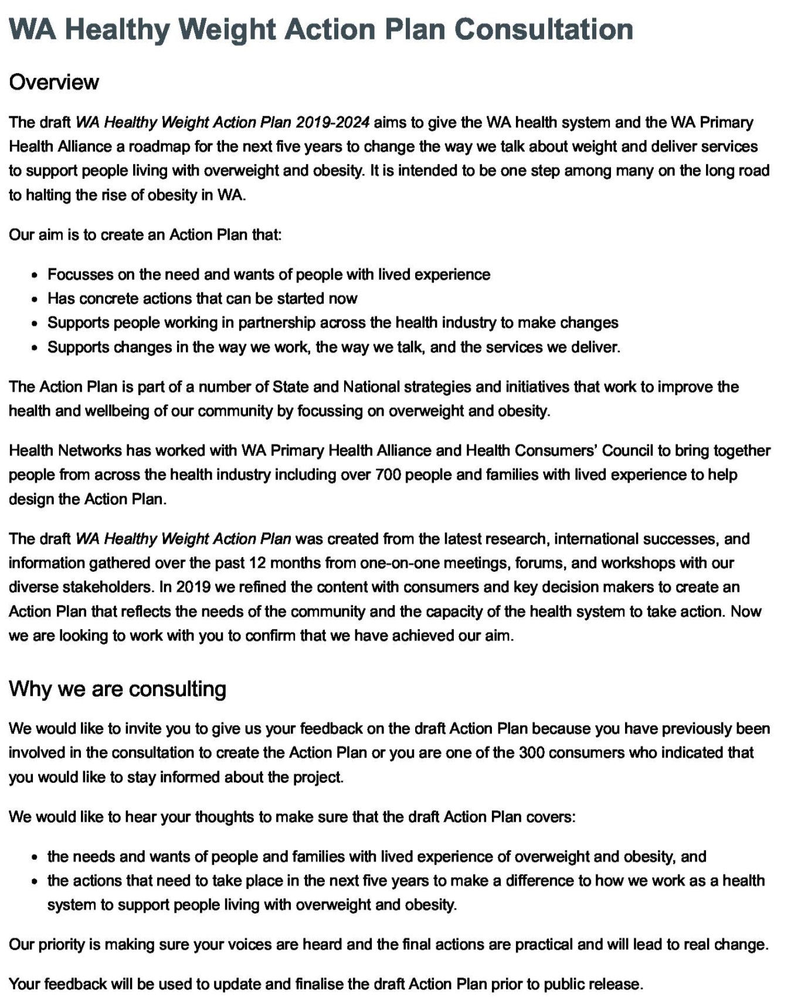 WA Healthy Weight Action Plan Consultation
Overview
The draft WA Healthy Weight Action Plan 2019-2024 aims to give the WA health system and the WA Primary
Health Alliance a roadmap for the next five years to change the way we talk about weight and deliver services
to support people living with overweight and obesity. It is intended to be one step among many on the long road
to halting the rise of obesity in WA.
Our aim is to create an Action Plan that:
• Focusses on the need and wants of people with lived experience
• Has concrete actions that can be started now
• Supports people working in partnership across the health industry to make changes
• Supports changes in the way we work, the way we talk, and the services we deliver.
The Action Plan is part of a number of State and National strategies and initiatives that work to improve the
health and wellbeing of our community by focussing on overweight and obesity.
Health Networks has worked with WA Primary Health Alliance and Health Consumers’ Council to bring together
people from across the health industry including over 700 people and families with lived experience to help
design the Action Plan.
The draft WA Healthy Weight Action Plan was created from the latest research, international successes, and
information gathered over the past 12 months from one-on-one meetings, forums, and workshops with our
diverse stakeholders. In 2019 we refined the content with consumers and key decision makers to create an
Action Plan that reflects the needs of the community and the capacity of the health system to take action. Now
we are looking to work with you to confirm that we have achieved our aim.
Why we are consulting
We would like to invite you to give us your feedback on the draft Action Plan because you have previously been
involved in the consultation to create the Action Plan or you are one of the 300 consumers who indicated that
you would like to stay informed about the project.
We would like to hear your thoughts to make sure that the draft Action Plan covers:
• the needs and wants of people and families with lived experience of overweight and obesity, and
• the actions that need to take place in the next five years to make a difference to how we work as a health
system to support people living with overweight and obesity.
Our priority is making sure your voices are heard and the final actions are practical and will lead to real change.
Your feedback will be used to update and finalise the draft Action Plan prior to public release.